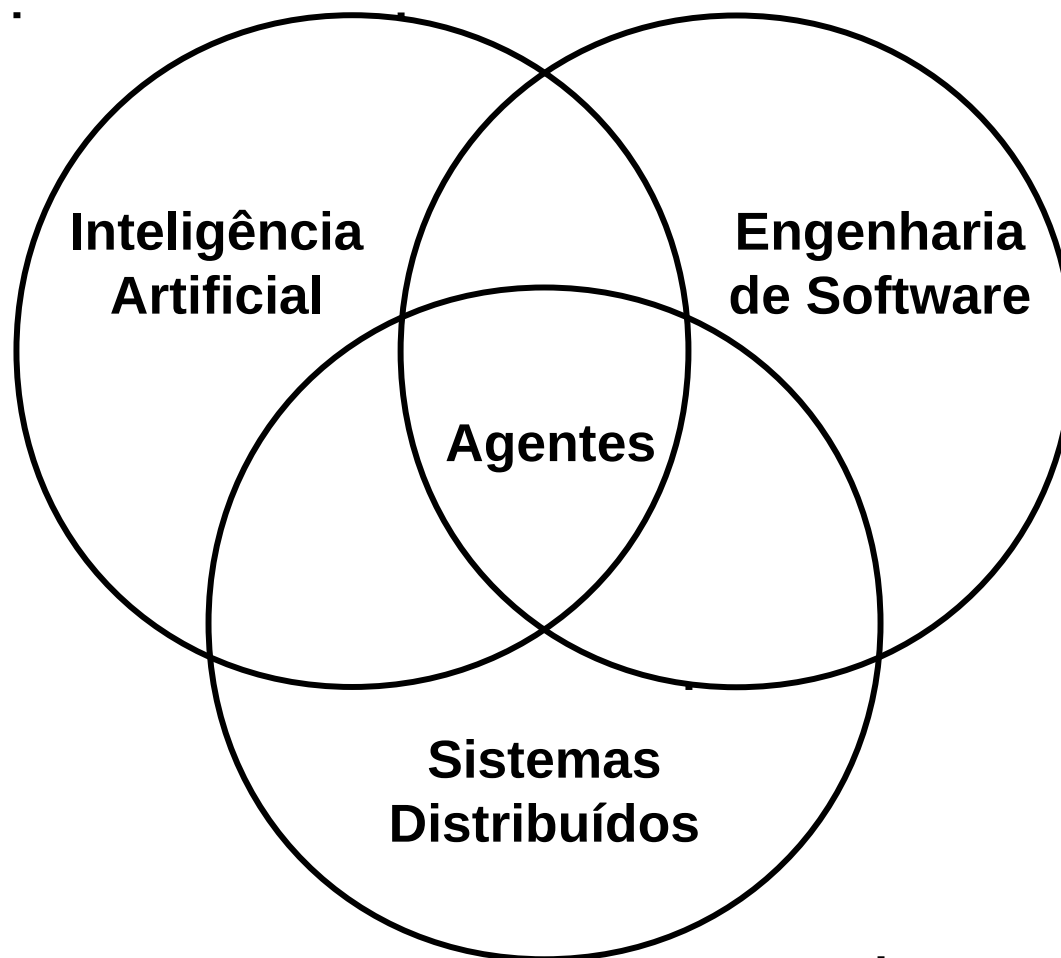 Inteligência
Artificial
Engenharia
de Software
Agentes
Sistemas
Distribuídos